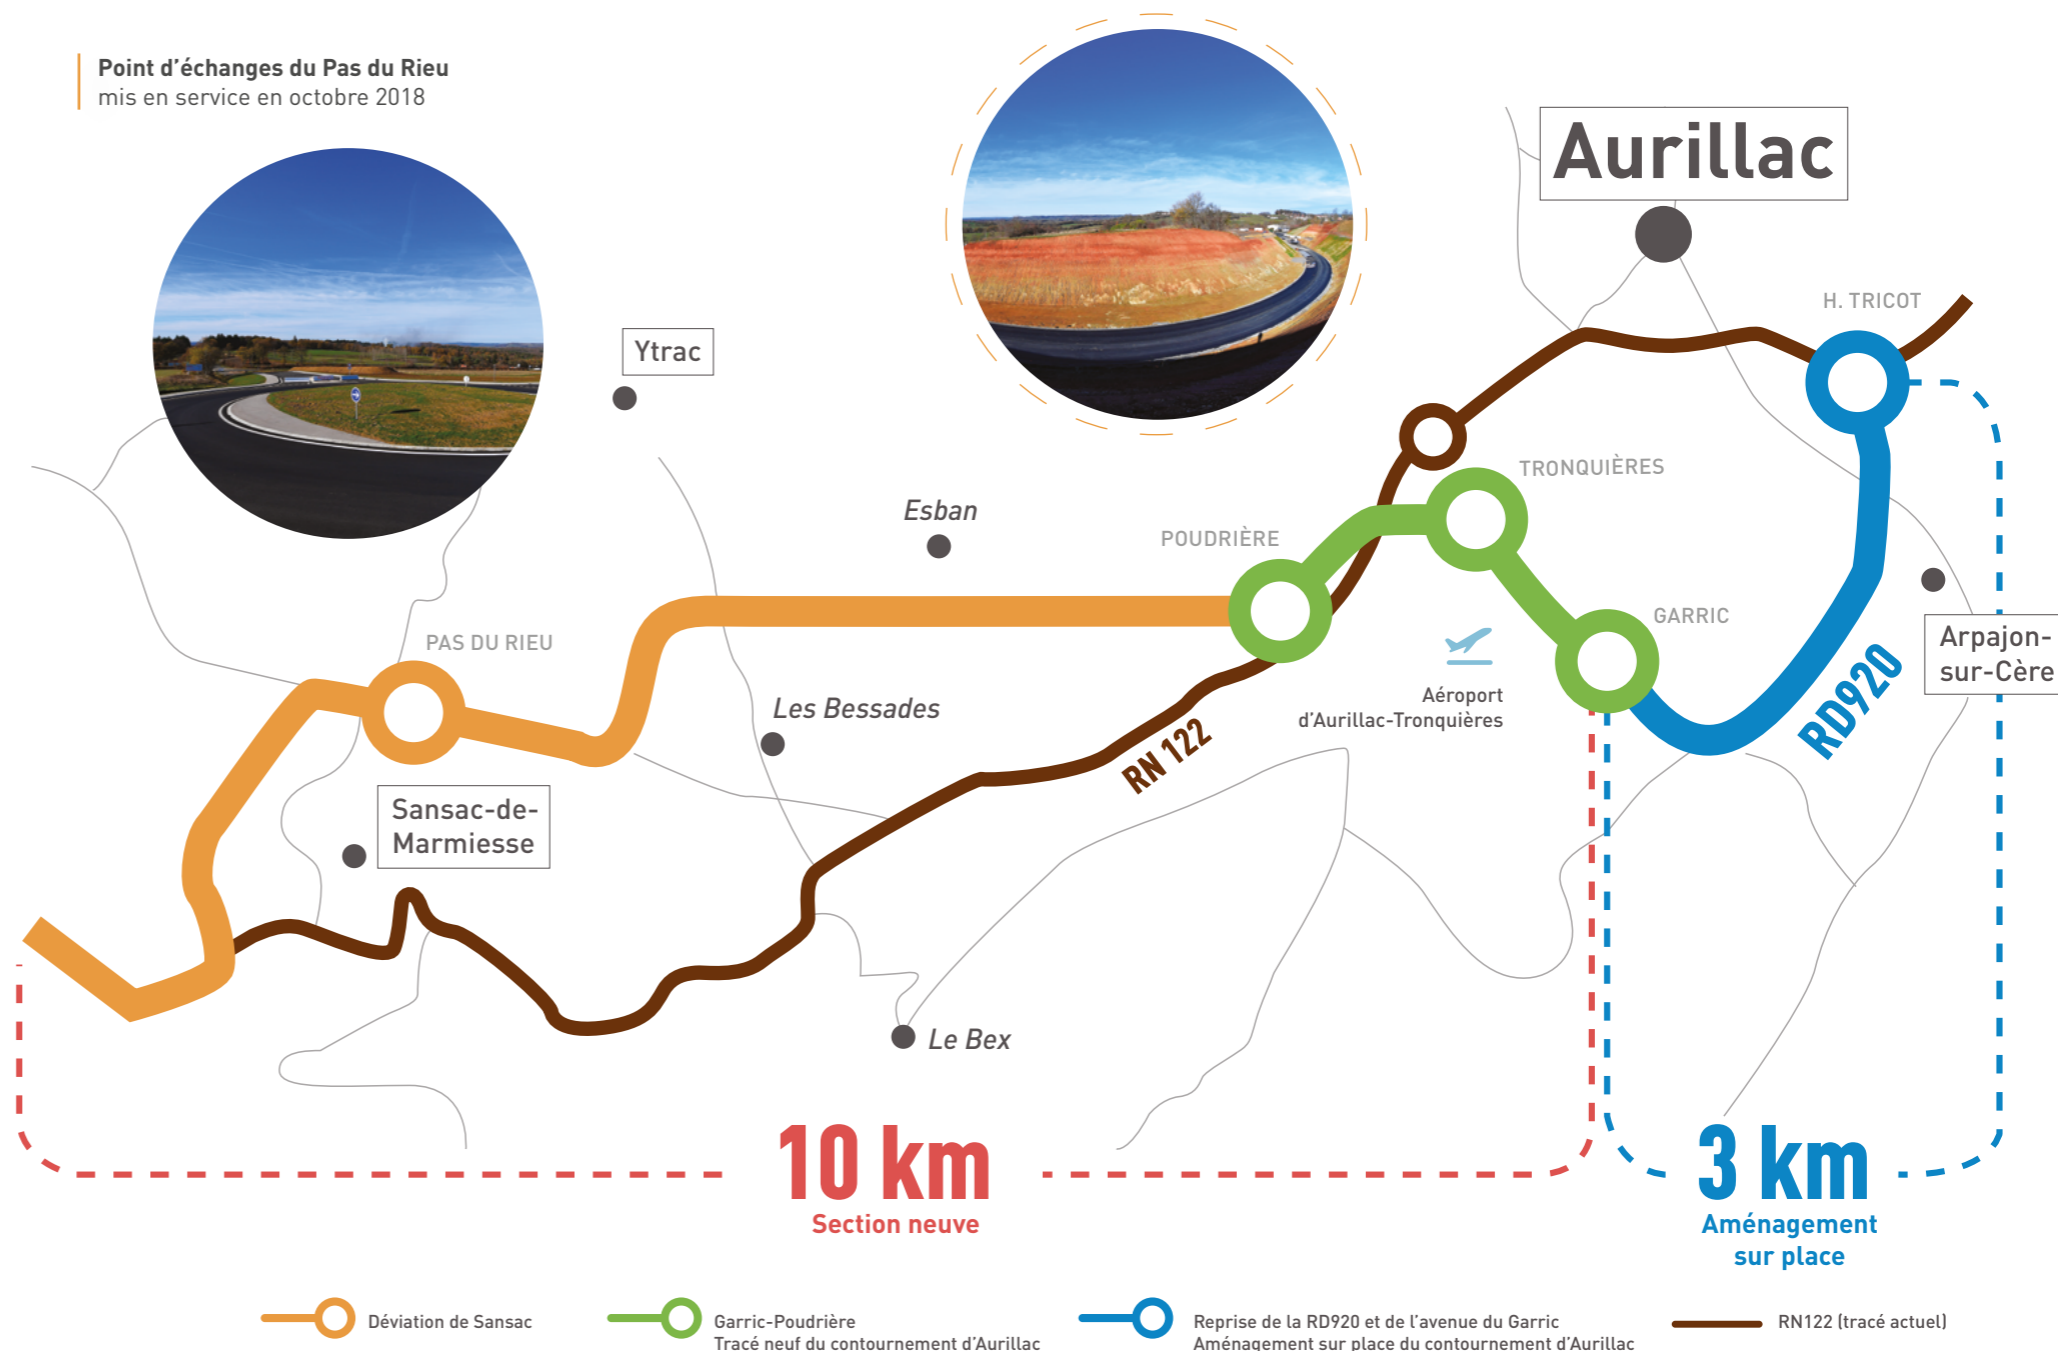 Point d'échanges du Pas du Rieu
mis en service en octobre 2018
Aurillac
H. TRICOT
Ytrac
TRONQUIÈRES
Esban
POUDRIÈRE
GARRIC
PAS DU RIEU
Arpajon-
sur-Cère
Aéroport
d'Aurillac-Tronquières
RD920
Les Bessades
RN 122
Sansac-de-
Marmiesse
Le Bex
10 km
Section neuve
3 km
Aménagement
sur place
Déviation de Sansac
Garric-Poudrière
Tracé neuf du contournement d'Aurillac
Reprise de la RD920 et de l'avenue du Garric
Aménagement sur place du contournement d'Aurillac
RN122 (tracé actuel)